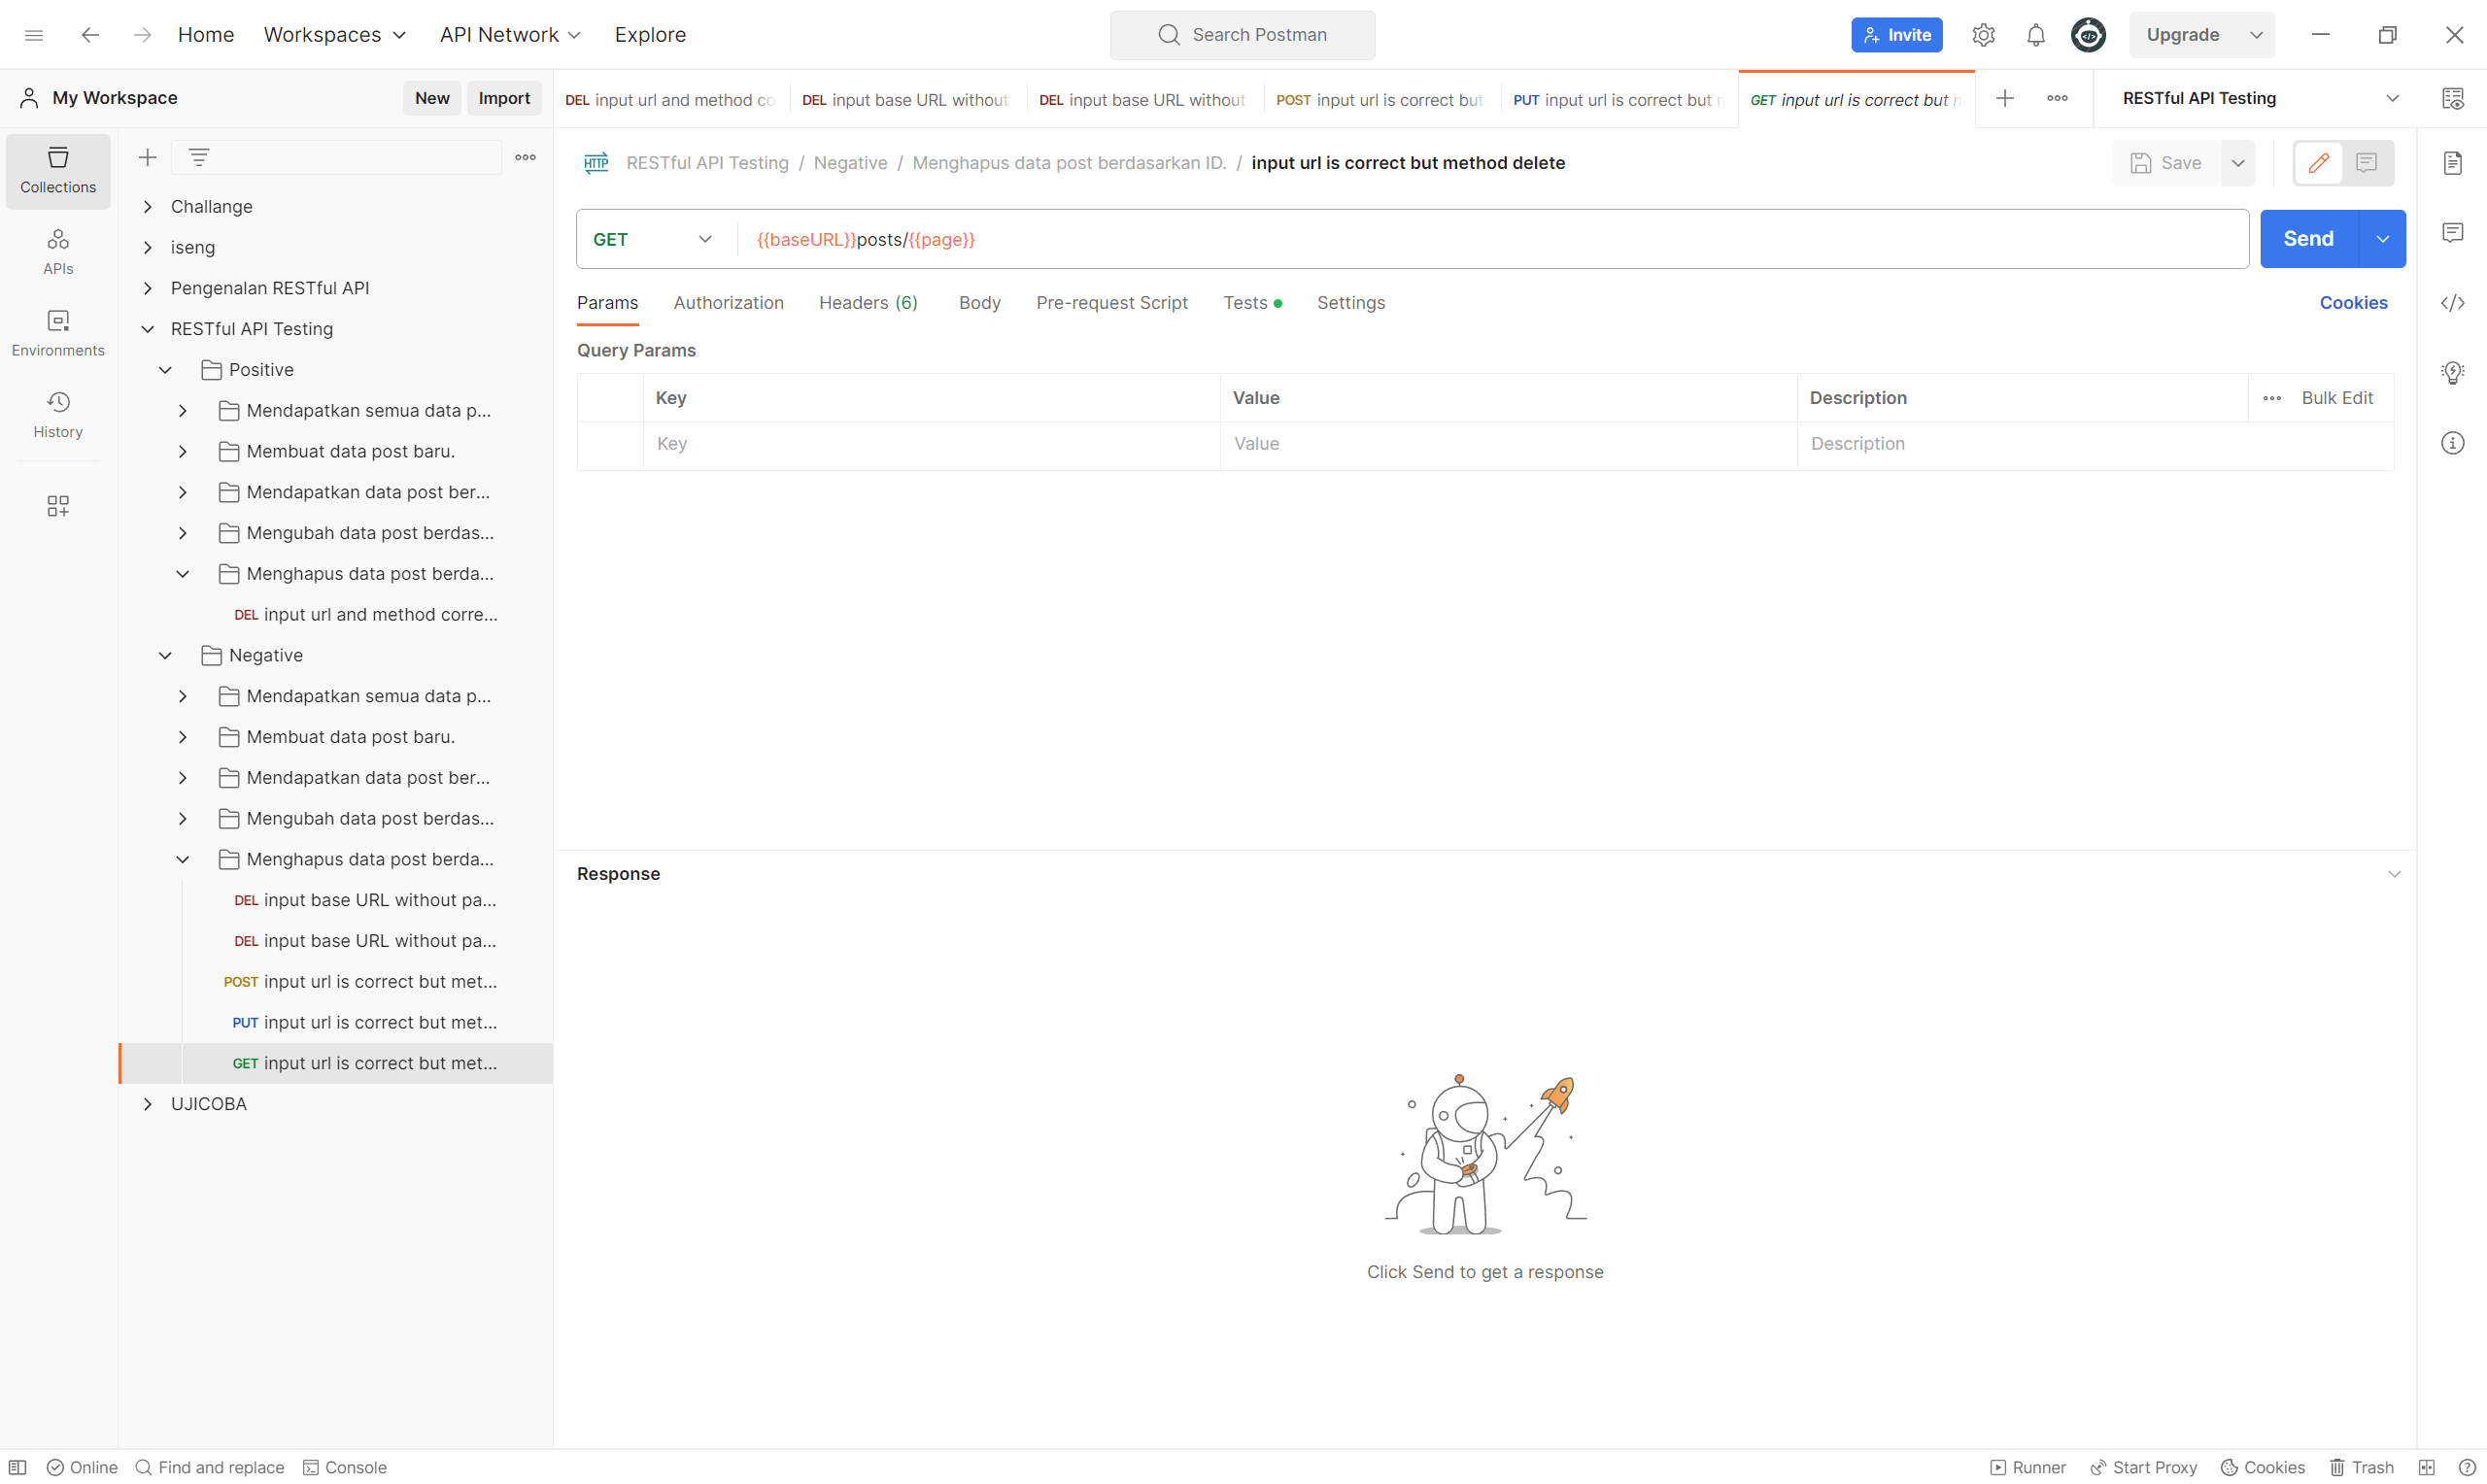 Home Workspaces API Network Explore Search Postman Invite Upgrade
My Workspace New Import
DEL input url and method co DEL input base URL without DEL input base URL without POST input url is correct but PUT input url is correct but GET input url is correct but RESTful API Testing
Collections
APIs
Environments
History
Challange
iseng
Pengenalan RESTful API
RESTful API Testing
Positive
Mendapatkan semua data p...
Membuat data post baru.
Mendapatkan data post ber...
Mengubah data post berdas...
Menghapus data post berda...
DEL input url and method corre...
Negative
Mendapatkan semua data p...
Membuat data post baru.
Mendapatkan data post ber...
Mengubah data post berdas...
Menghapus data post berda...
DEL input base URL without pa...
DEL input base URL without pa...
POST input url is correct but met...
PUT input url is correct but met...
GET input url is correct but met...
UJICOBA
HTTP RESTful API Testing / Negative / Menghapus data post berdasarkan ID. / input url is correct but method delete Save
GET {{baseURL}}posts/{{page}} Send
Params Authorization Headers (6) Body Pre-request Script Tests Settings Cookies
Query Params
Key Value Description Bulk Edit
Key Value Description
Response
Click Send to get a response
Online Find and replace Console Runner Start Proxy Cookies Trash